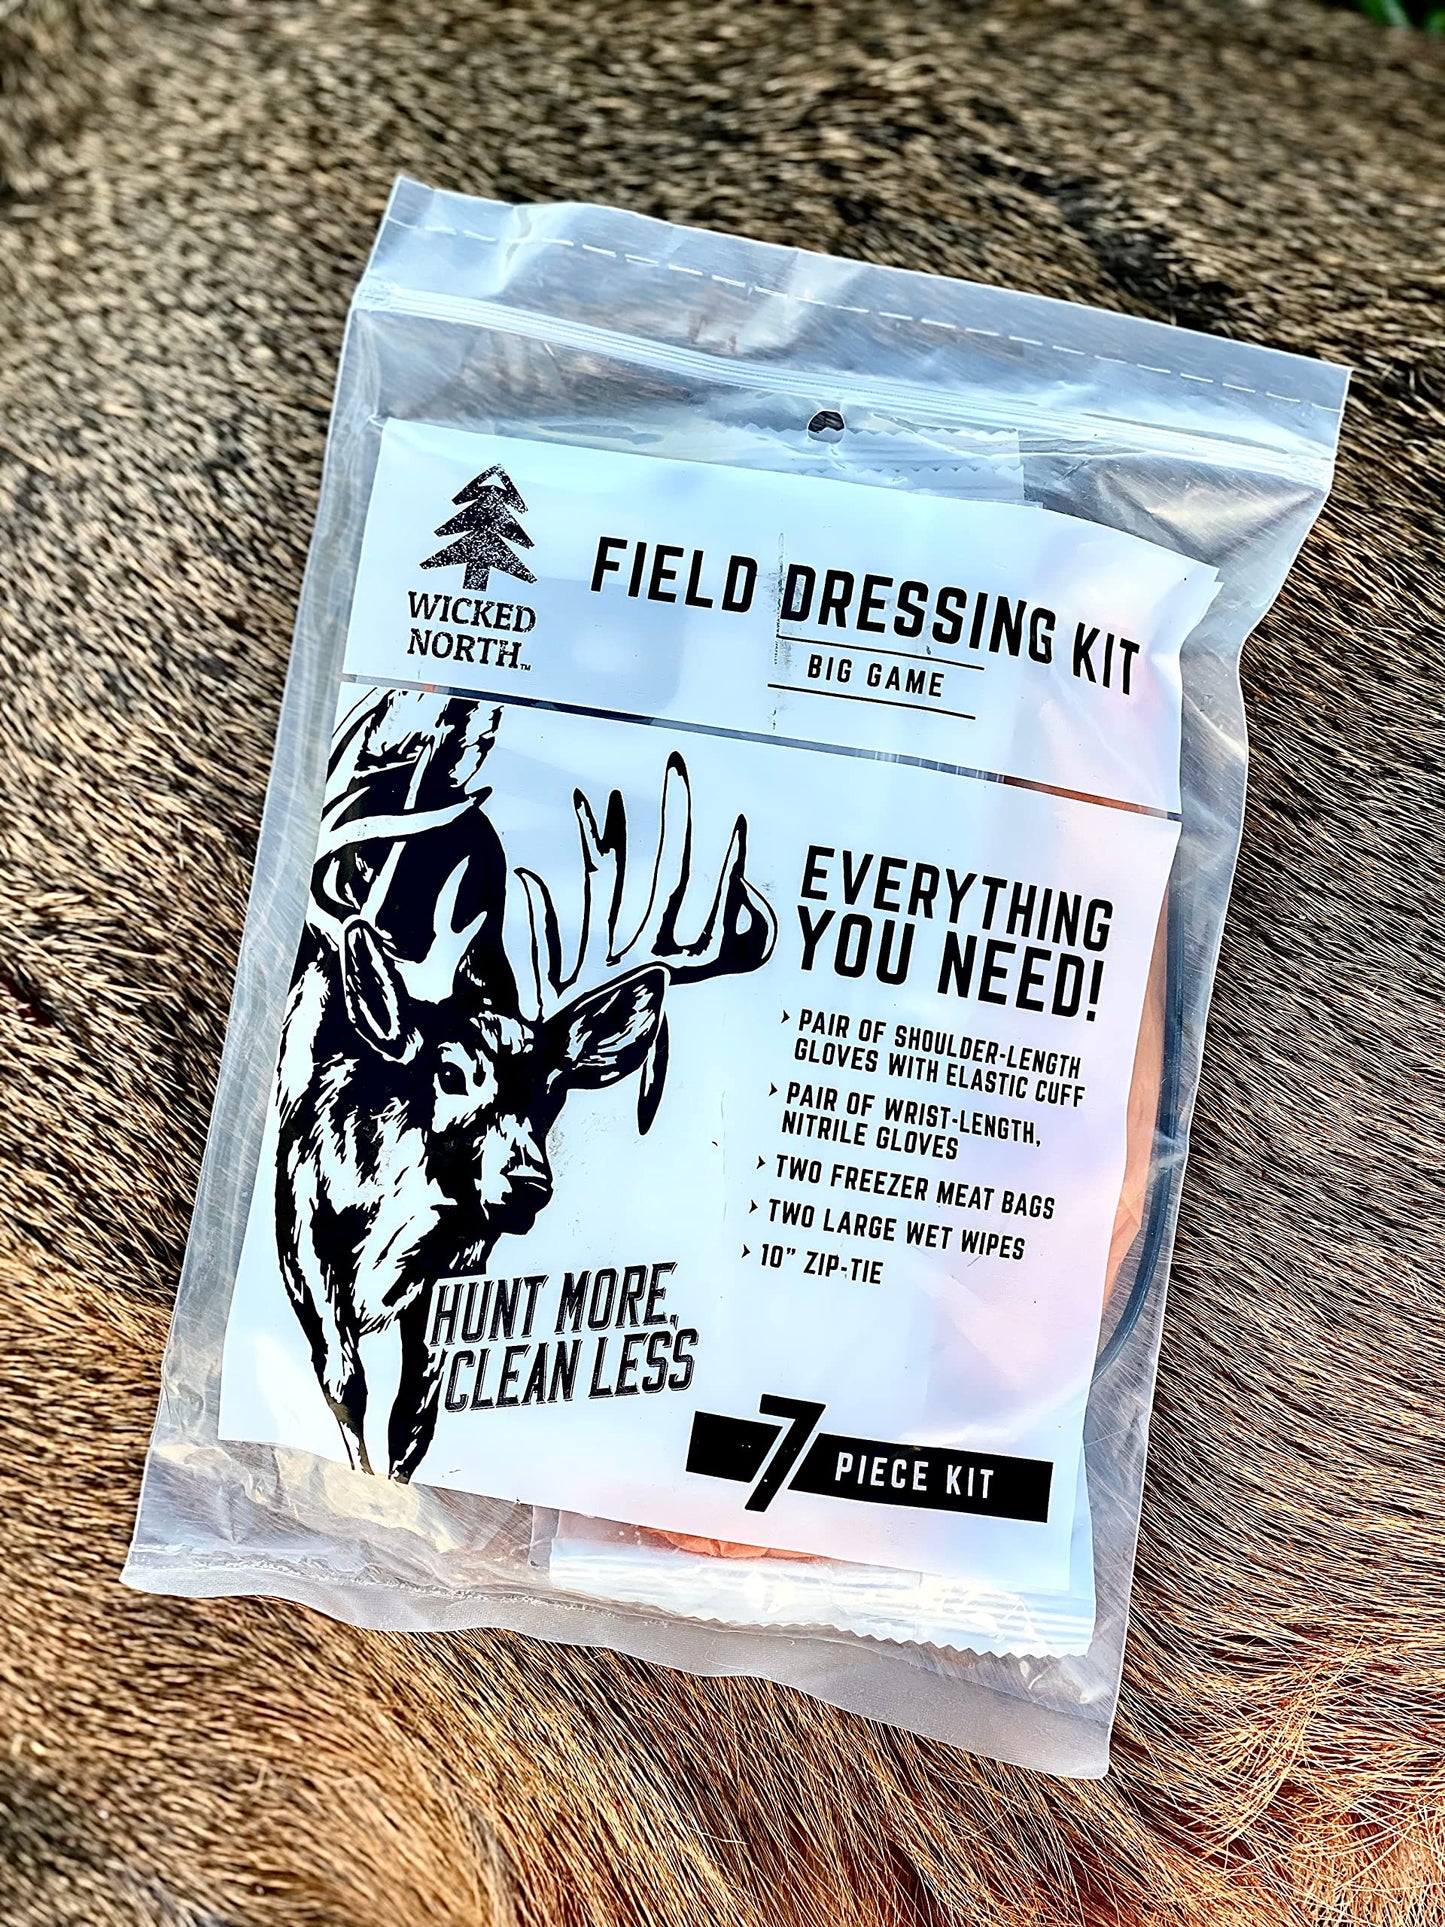 WICKED
NORTH™
FIELD DRESSING KIT
BIG GAME
EVERYTHING
YOU NEED!
› PAIR OF SHOULDER-LENGTH
GLOVES WITH ELASTIC CUFF
› PAIR OF WRIST-LENGTH,
NITRILE GLOVES
› TWO FREEZER MEAT BAGS
› TWO LARGE WET WIPES
› 10” ZIP-TIE
HUNT MORE,
CLEAN LESS
7 PIECE KIT